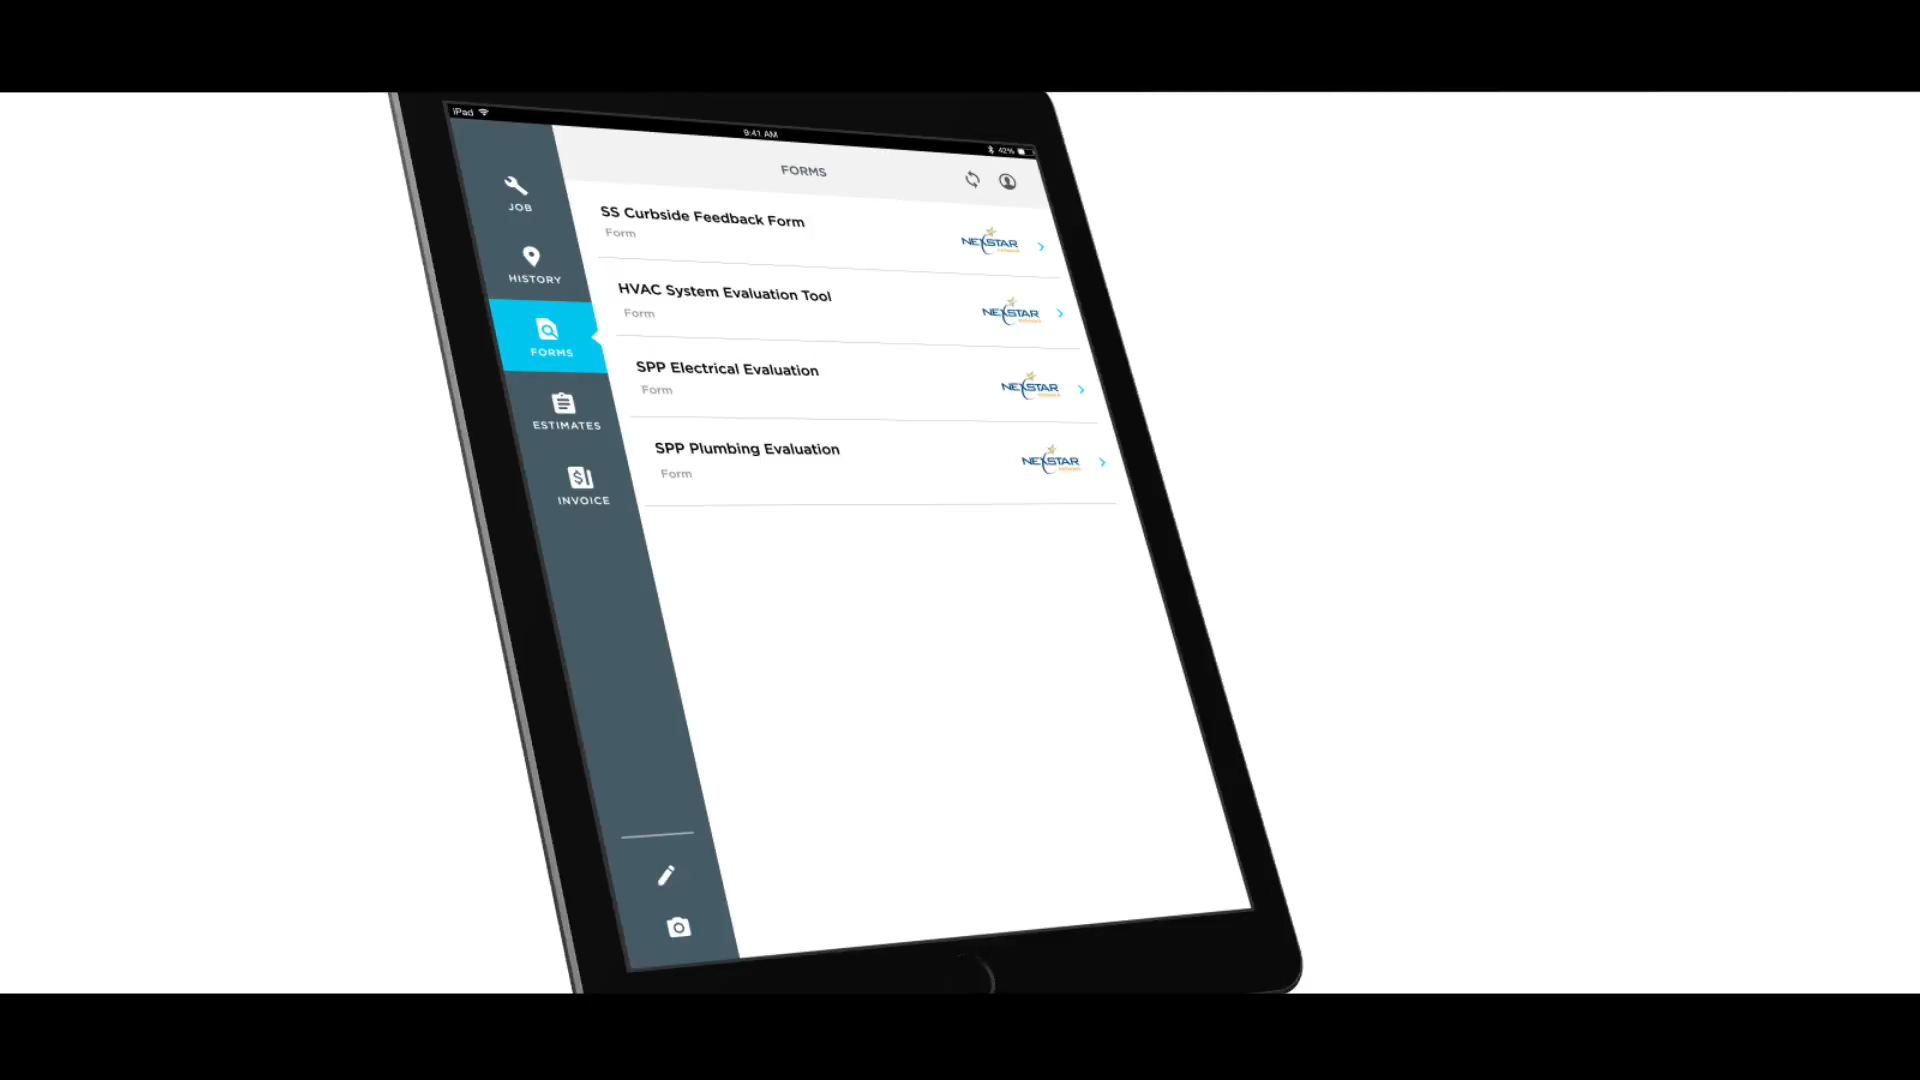 iPad
9:41 AM
42%
FORMS
JOB
HISTORY
FORMS
ESTIMATES
INVOICE
SS Curbside Feedback Form
Form
NEXSTAR
HVAC System Evaluation Tool
Form
NEXSTAR
SPP Electrical Evaluation
Form
NEXSTAR
SPP Plumbing Evaluation
Form
NEXSTAR